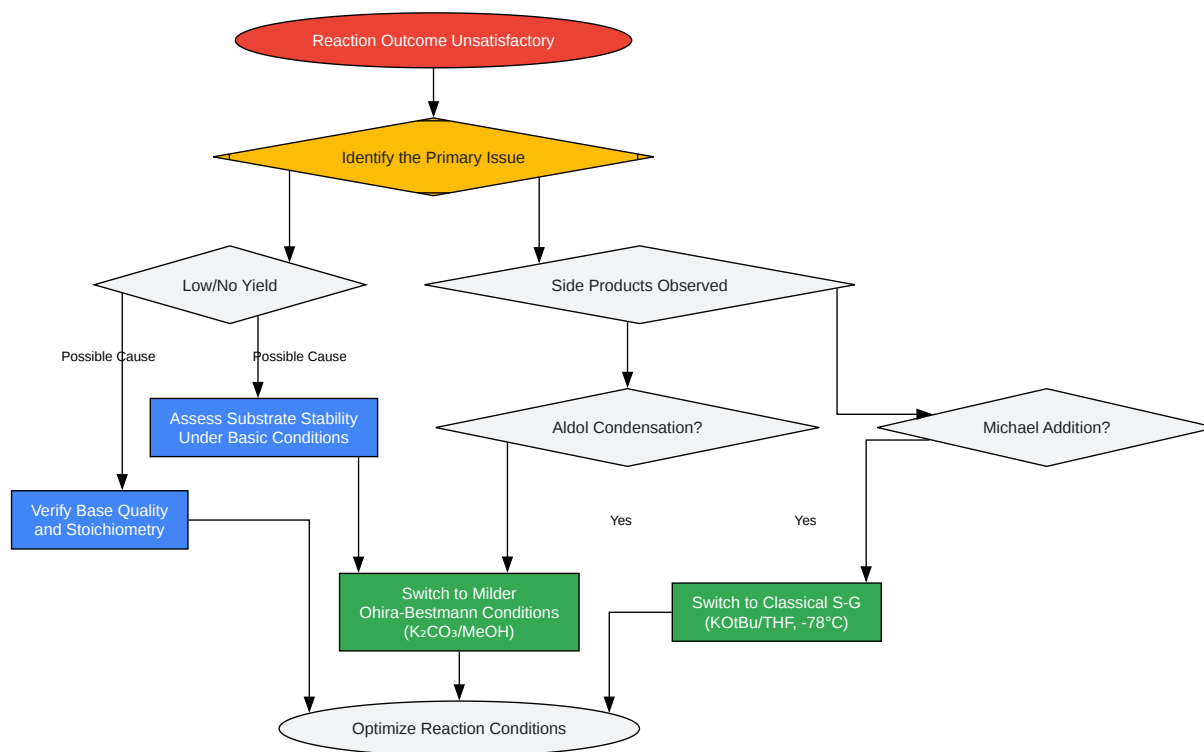 Reaction Outcome Unsatisfactory
Identify the Primary Issue
Low/No Yield
Side Products Observed
Possible Cause
Possible Cause
Assess Substrate Stability
Under Basic Conditions
Aldol Condensation?
Michael Addition?
Verify Base Quality
and Stoichiometry
Yes
Yes
Switch to Milder
Ohira-Bestmann Conditions
(K₂CO₃/MeOH)
Switch to Classical S-G
(KOtBu/THF, -78°C)
Optimize Reaction Conditions